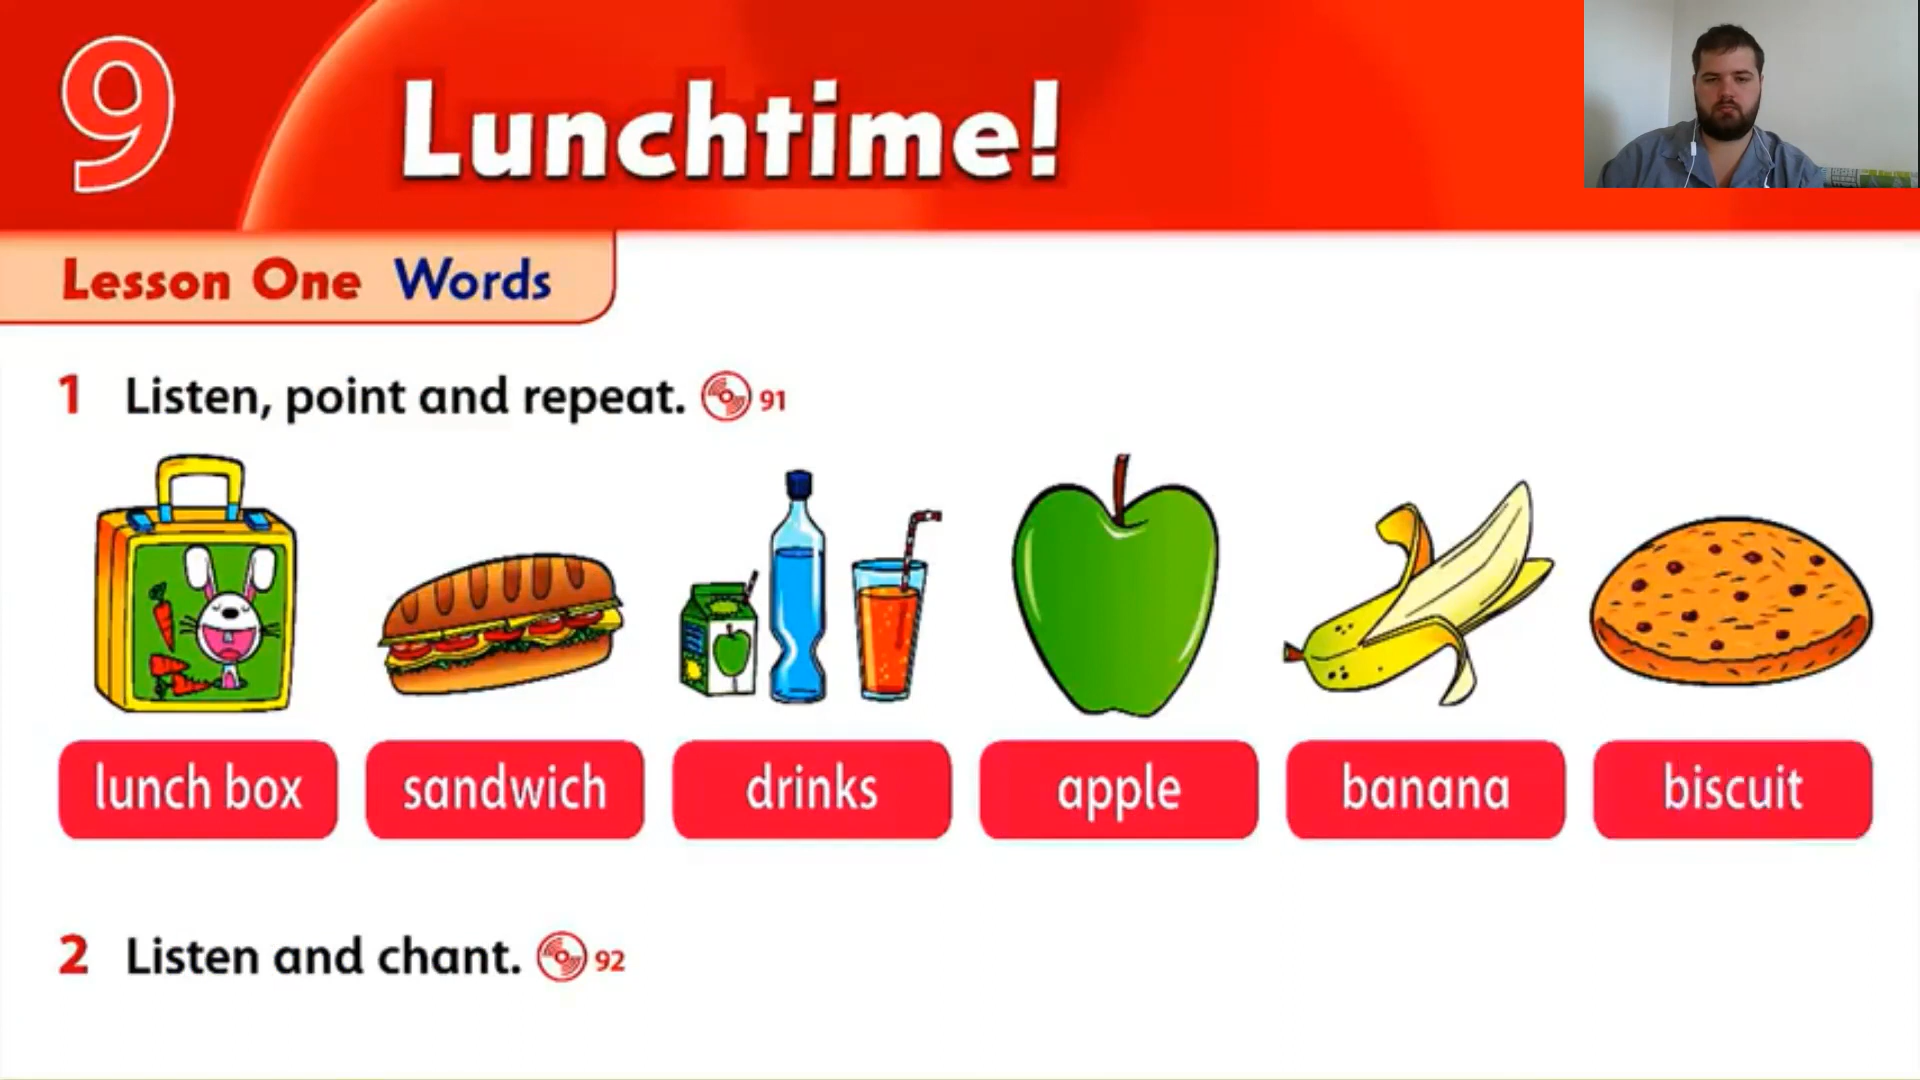 9
Lunchtime!
Lesson One Words
1 Listen, point and repeat. 91
lunch box
sandwich
drinks
apple
banana
biscuit
2 Listen and chant. 92